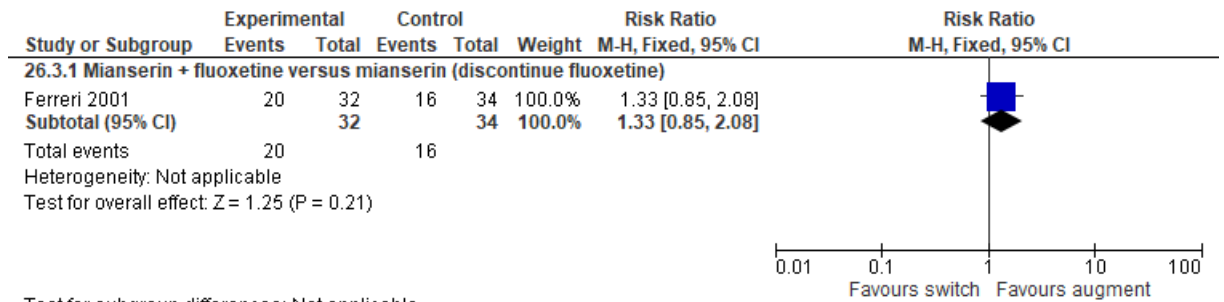 Experimental Control Risk Ratio Risk Ratio
Study or Subgroup Events Total Events Total Weight M-H, Fixed, 95% CI M-H, Fixed, 95% CI
26.3.1 Mianserin + fluoxetine versus mianserin (discontinue fluoxetine)
Ferreri 2001 20 32 16 34 100.0% 1.33 [0.85, 2.08]
Subtotal (95% CI) 32 34 100.0% 1.33 [0.85, 2.08]
Total events 20 16
Heterogeneity: Not applicable
Test for overall effect: Z = 1.25 (P = 0.21)
0.01 0.1 1 10 100
Favours switch Favours augment
Test for subgroup differences: Not applicable